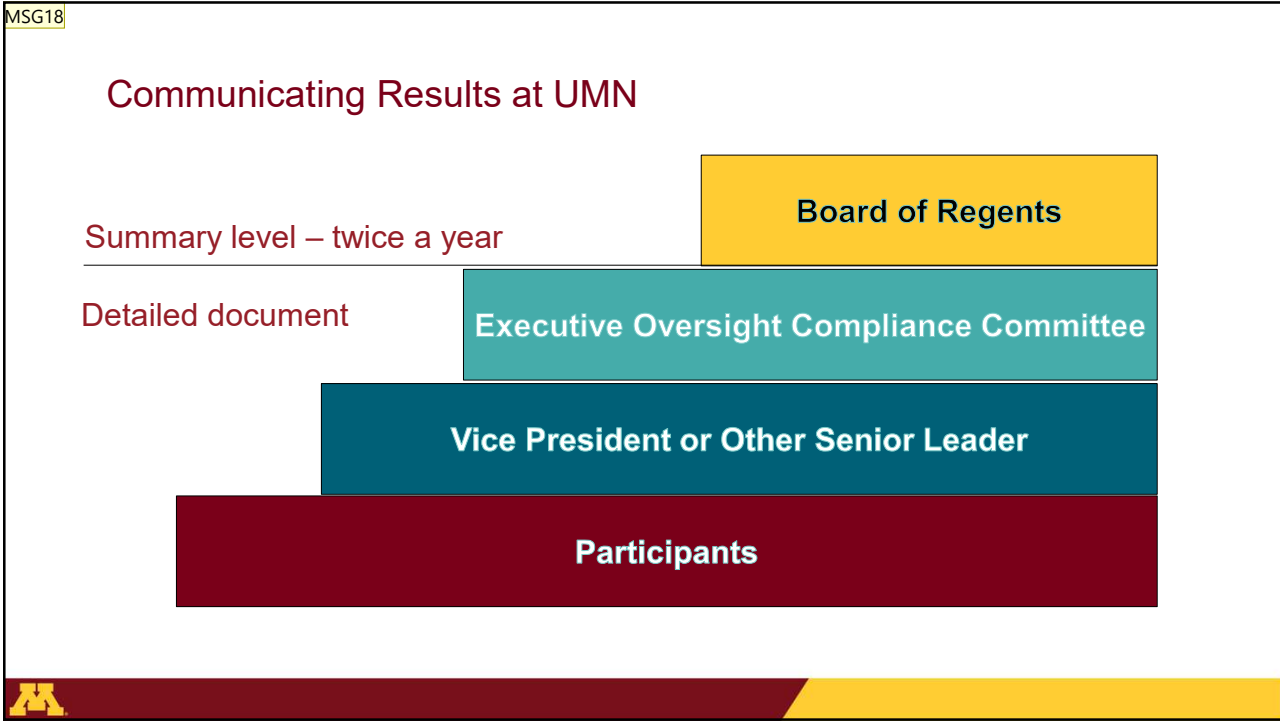 MSG18
Communicating Results at UMN
Board of Regents
Summary level – twice a year
Detailed document
Executive Oversight Compliance Committee
Vice President or Other Senior Leader
Participants
M